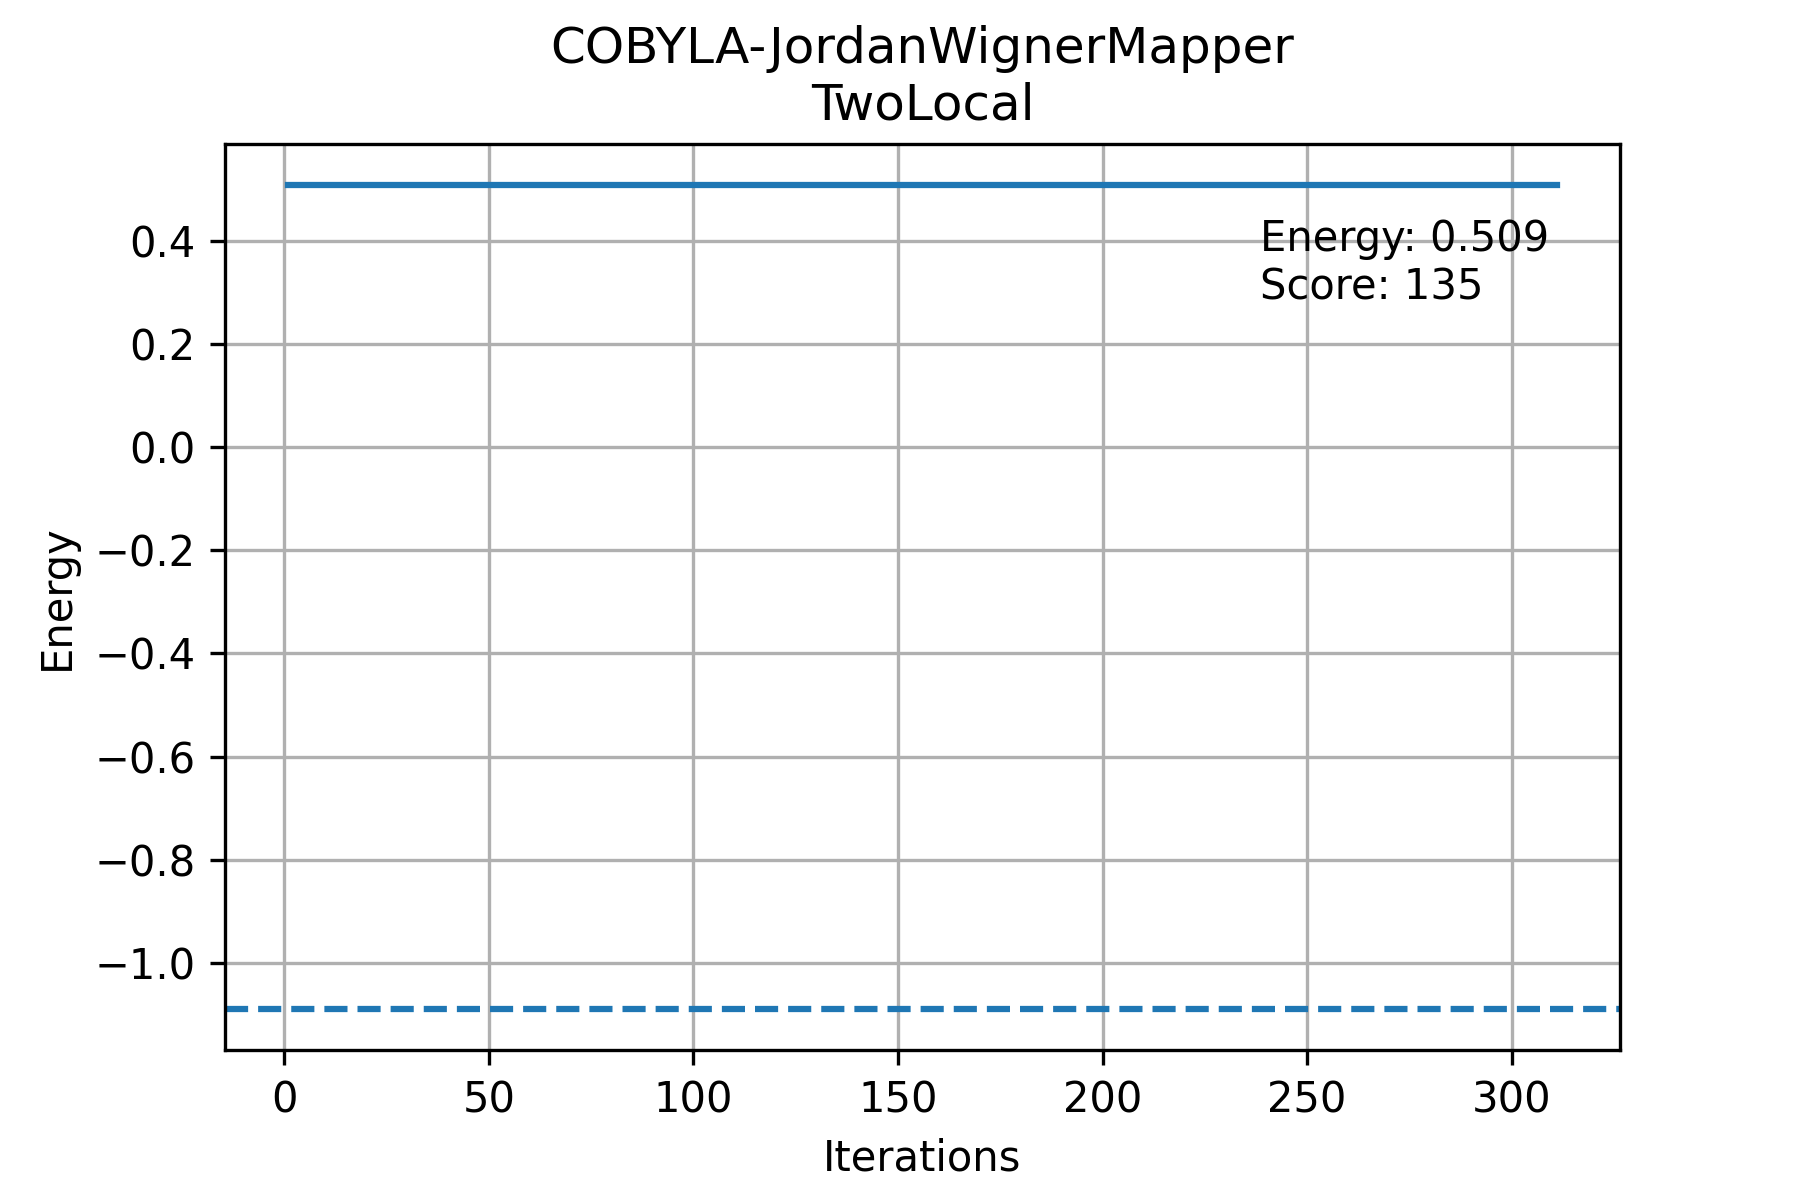 COBYLA-JordanWignerMapper
TwoLocal
Energy: 0.509
Score: 135
0.4
0.2
0.0
−0.2
−0.4
−0.6
−0.8
−1.0
Energy
0 50 100 150 200 250 300
Iterations